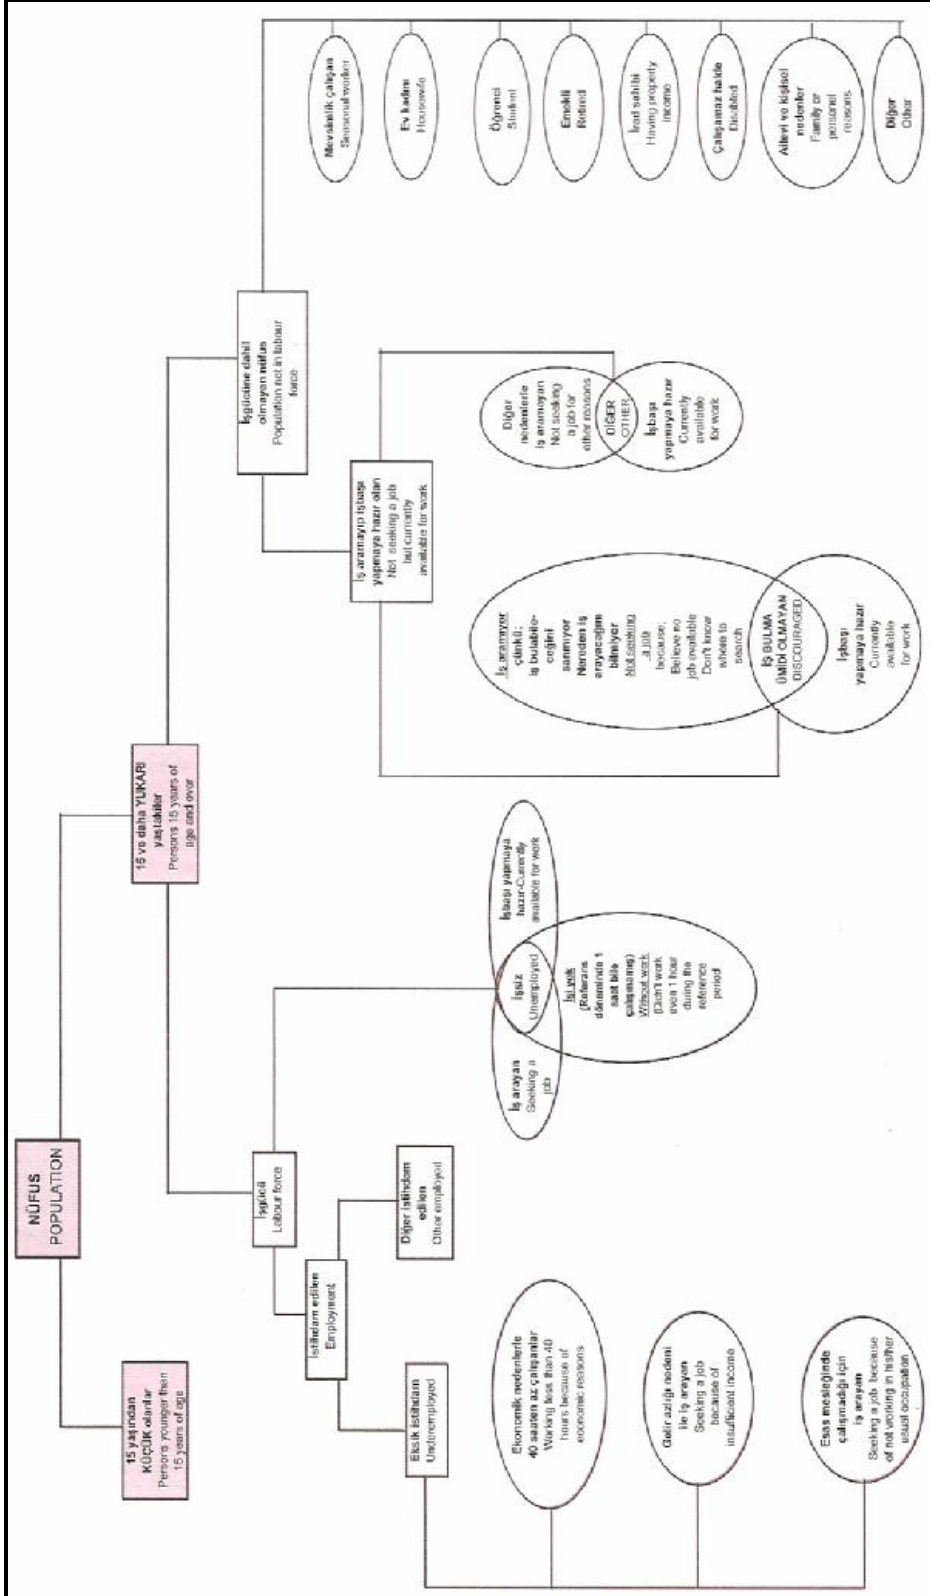 NÜFUS
POPULATION
15 yaşından
KÜÇÜK olanlar
Persons younger than
15 years of age
15 ve daha YUKARI
yaştakiler
Persons 15 years of
age and over
İşgücü
Labour force
İşgücüne dahil
olmayan nüfus
Population not in labour
force
İstihdam edilen
Employment
Eksik istihdam
Underemployed
Diğer istihdam
edilen
Other employed
Ekonomik nedenlerle
40 saaten az çalışanlar
Working less than 40
hours because of
economic reasons
Gelir azlığı nedeni
ile iş arayan
Seeking a job
because of
insufficient income
Esas mesleğinde
çalışmadığı için
iş arayan
Seeking a job because
of not working in his/her
usual occupation
İş arayan
Seeking a
job
İşsiz
Unemployed
İşbaşı yapmaya
hazır-Currently
available for work
İşi yok
(Referans
döneminde 1
saat bile
çalışmamış)
Without work
(Didn't work
even 1 hour
during the
reference
period)
İş aramayıp işbaşı
yapmaya hazır olan
Not seeking a job
but currently
available for work
İş aramıyor
çünkü;
iş bulabile-
ceğini
sanmıyor
Nereden iş
arayacağını
bilmiyor
Not seeking
a job
because;
Believe no
job available
Don't know
where to
search
İŞ BULMA
ÜMİDİ OLMAYAN
DISCOURAGED
İşbaşı
yapmaya hazır
Currently
available
for work
Diğer
nedenlerle
iş aramayan
Not seeking
a job for
other reasons
DİĞER
OTHER
İşbaşı
yapmaya hazır
Currently
available
for work
Mevsimlik çalışan
Seasonal worker
Ev kadını
Housewife
Öğrenci
Student
Emekli
Retired
İrad sahibi
Having property
income
Çalışamaz halde
Disabled
Ailevi ve kişisel
nedenler
Family or
personel
reasons
Diğer
Other